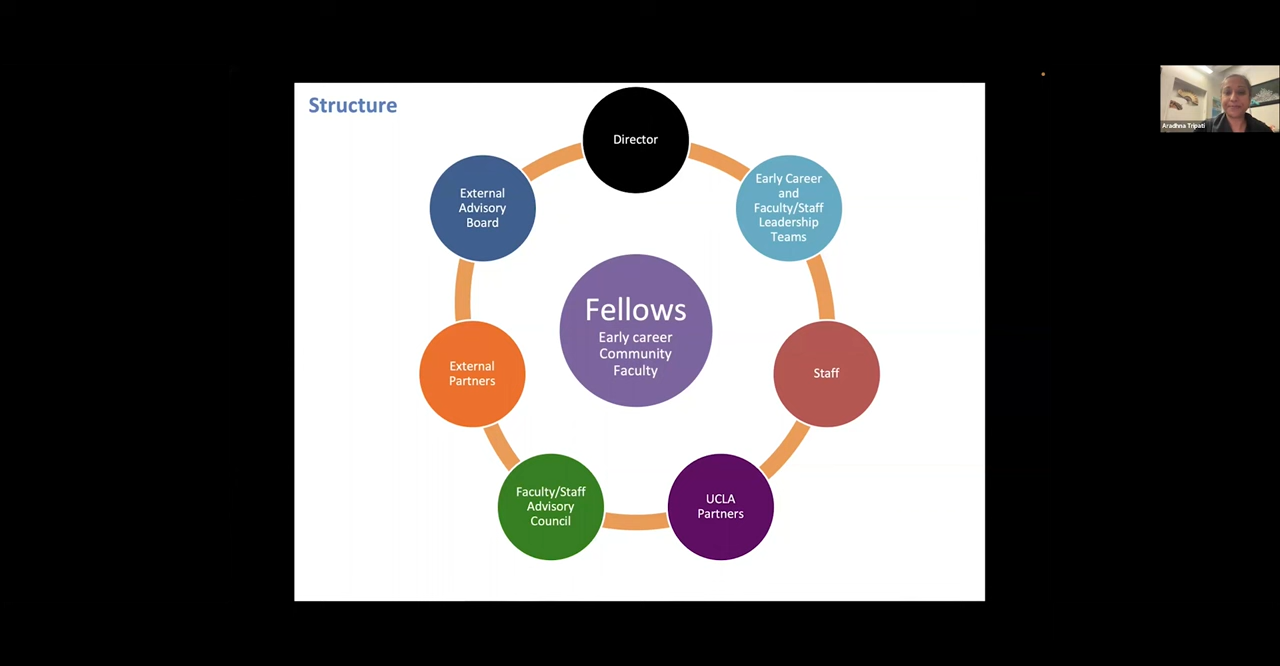 Structure
Director
Early Career
and
Faculty/Staff
Leadership
Teams
Staff
UCLA
Partners
Faculty/Staff
Advisory
Council
External
Partners
External
Advisory
Board
Fellows
Early career
Community
Faculty
Aradhna Tripati